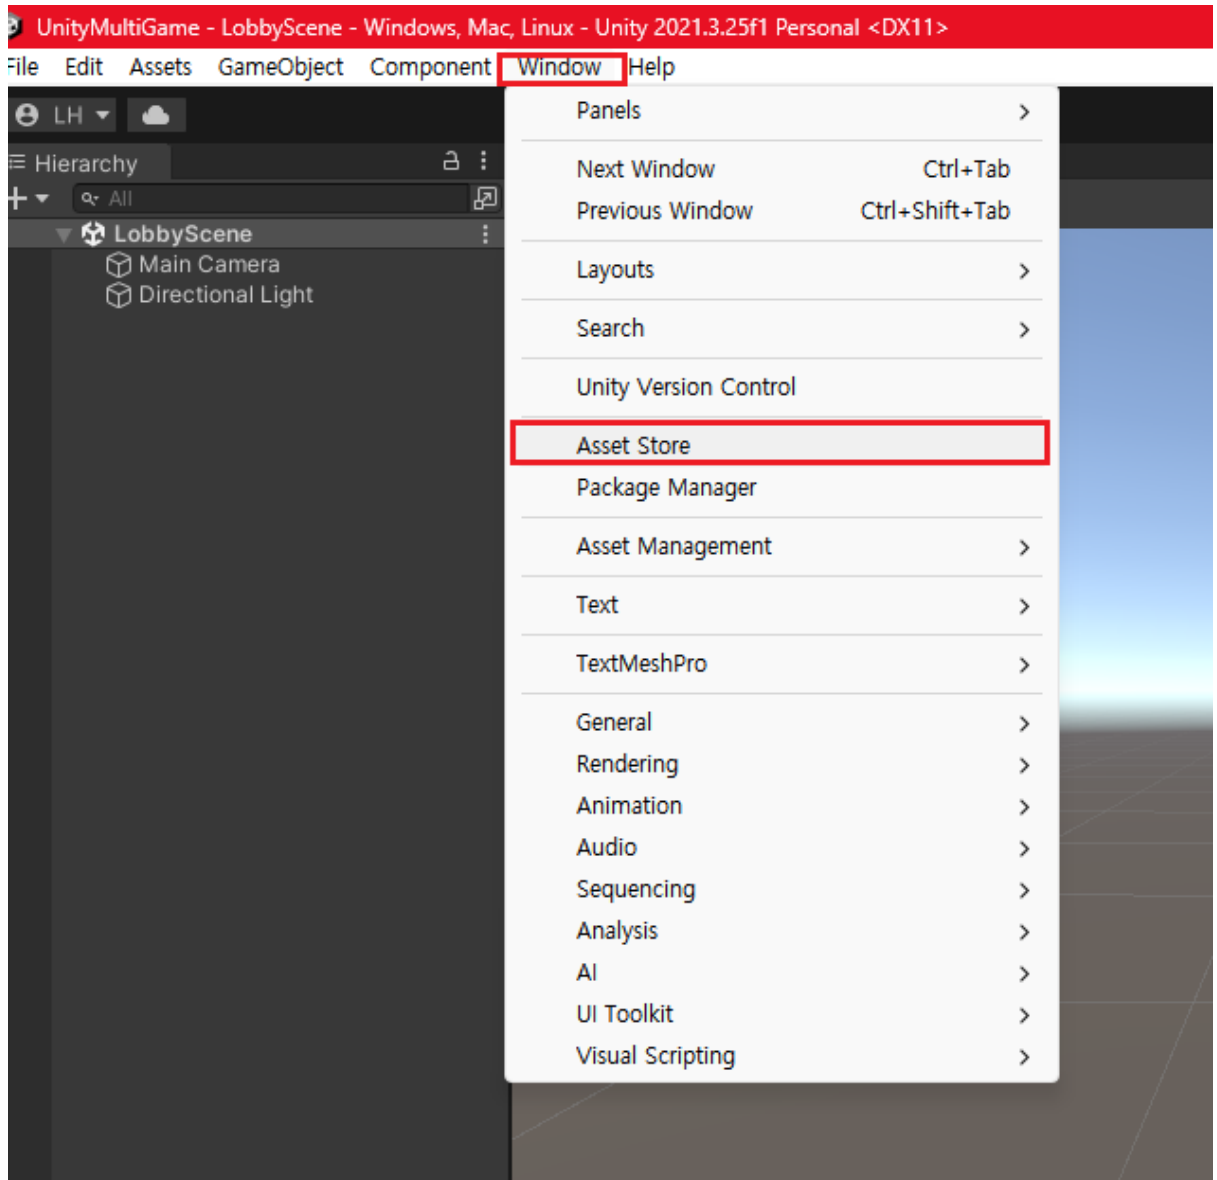 UnityMultiGame - LobbyScene - Windows, Mac, Linux - Unity 2021.3.25f1 Personal <DX11>
File Edit Assets GameObject Component Window Help
LH
Hierarchy
All
LobbyScene
Main Camera
Directional Light
Panels
Next Window Ctrl+Tab
Previous Window Ctrl+Shift+Tab
Layouts
Search
Unity Version Control
Asset Store
Package Manager
Asset Management
Text
TextMeshPro
General
Rendering
Animation
Audio
Sequencing
Analysis
AI
UI Toolkit
Visual Scripting